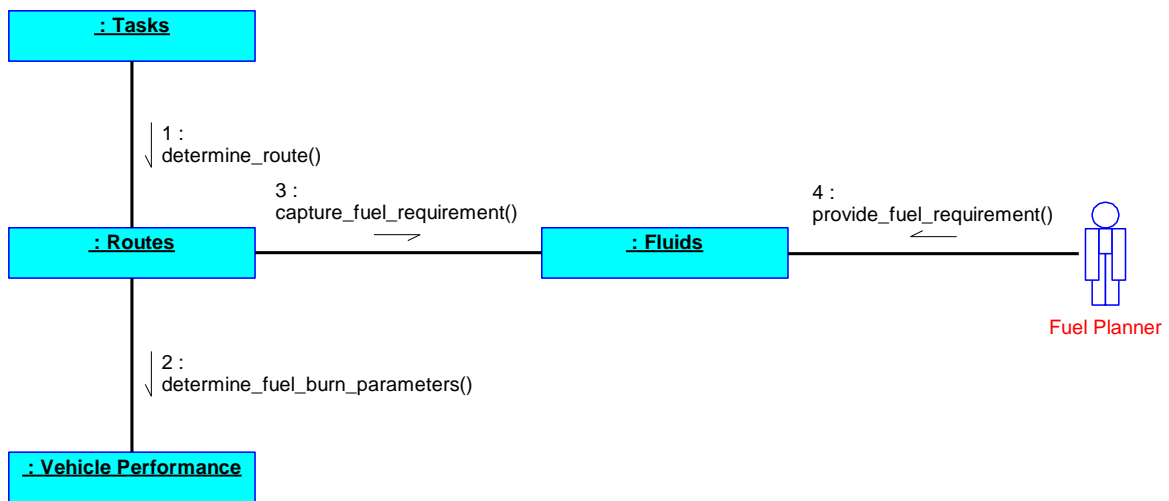 : Tasks
1 :
determine_route()
3 :
capture_fuel_requirement()
4 :
provide_fuel_requirement()
: Routes
: Fluids
Fuel Planner
2 :
determine_fuel_burn_parameters()
: Vehicle Performance